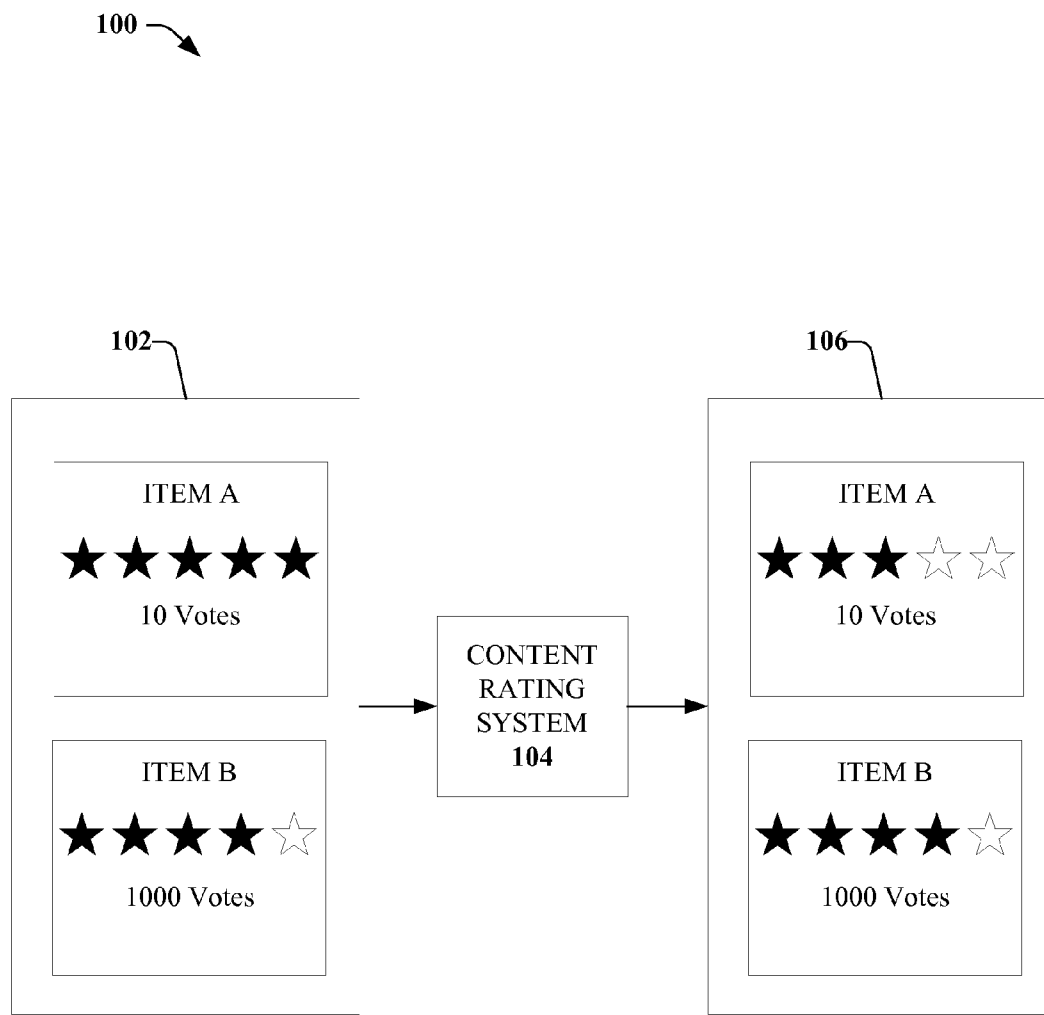 100
102
106
ITEM A
10 Votes
ITEM B
1000 Votes
CONTENT
RATING
SYSTEM
104
ITEM A
10 Votes
ITEM B
1000 Votes